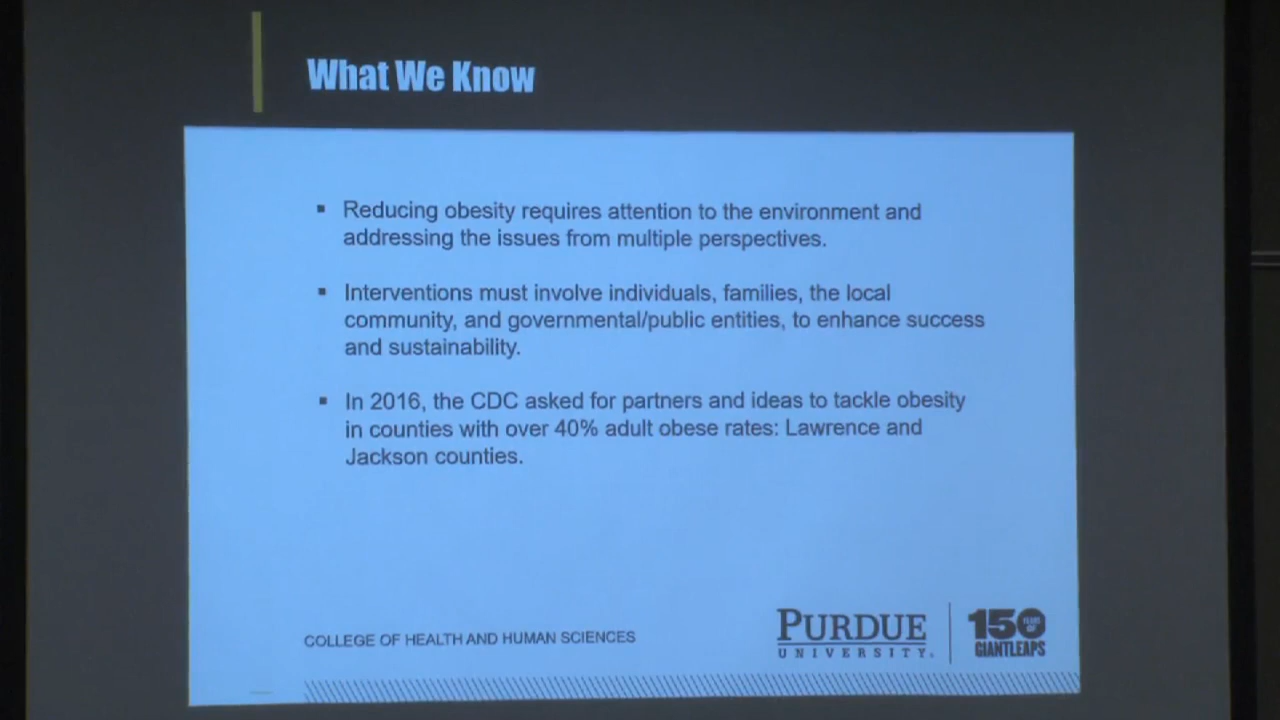 What We Know
▪ Reducing obesity requires attention to the environment and
addressing the issues from multiple perspectives.
▪ Interventions must involve individuals, families, the local
community, and governmental/public entities, to enhance success
and sustainability.
▪ In 2016, the CDC asked for partners and ideas to tackle obesity
in counties with over 40% adult obese rates: Lawrence and
Jackson counties.
COLLEGE OF HEALTH AND HUMAN SCIENCES
PURDUE
UNIVERSITY.
150
YEARS OF
GIANT LEAPS